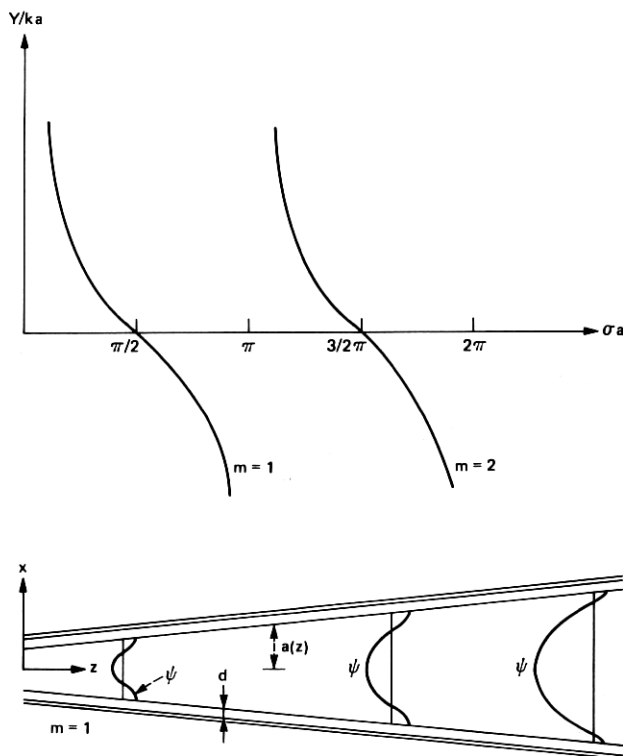 Y/ka
π/2
π
3/2π
2π
σa
m = 1
m = 2
x
z
ψ
d
a(z)
ψ
ψ
m = 1